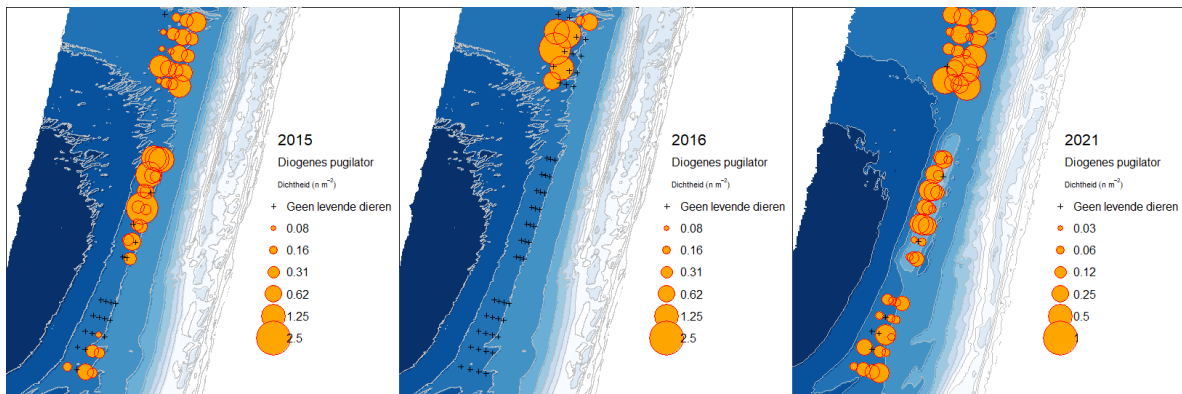 2015
Diogenes pugilator
Dichtheid (n m⁻²)
+ Geen levende dieren
0.08
0.16
0.31
0.62
1.25
2.5
2016
Diogenes pugilator
Dichtheid (n m⁻²)
+ Geen levende dieren
0.08
0.16
0.31
0.62
1.25
2.5
2021
Diogenes pugilator
Dichtheid (n m⁻²)
+ Geen levende dieren
0.03
0.06
0.12
0.25
0.5
1